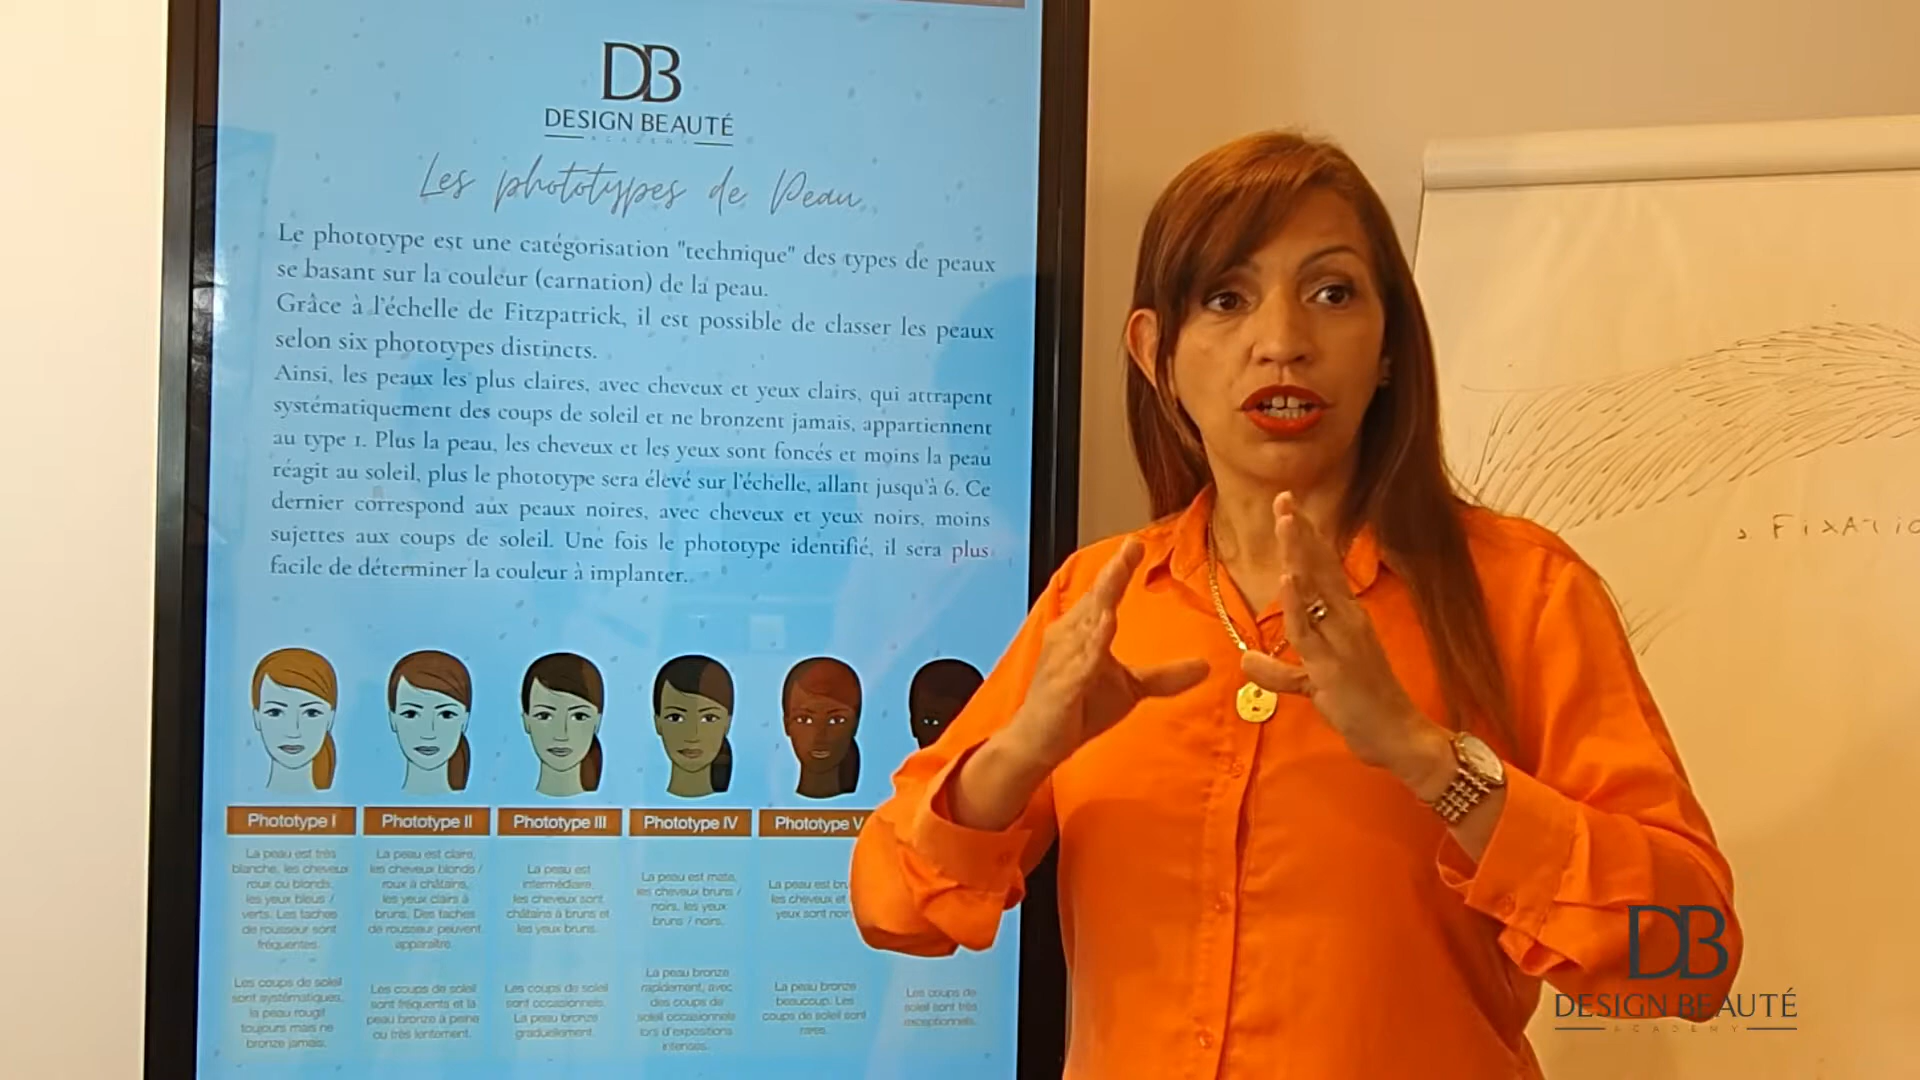 DB
DESIGN BEAUTÉ
ACADEMY
Les phototypes de Peau
Le phototype est une catégorisation "technique" des types de peaux
se basant sur la couleur (carnation) de la peau.
Grâce à l'échelle de Fitzpatrick, il est possible de classer les peaux
selon six phototypes distincts.
Ainsi, les peaux les plus claires, avec cheveux et yeux clairs, qui attrapent
systématiquement des coups de soleil et ne bronzent jamais, appartiennent
au type 1. Plus la peau, les cheveux et les yeux sont foncés et moins la peau
réagit au soleil, plus le phototype sera élevé sur l'échelle, allant jusqu'à 6. Ce
dernier correspond aux peaux noires, avec cheveux et yeux noirs, moins
sujettes aux coups de soleil. Une fois le phototype identifié, il sera plus
facile de déterminer la couleur à implanter.
Phototype I
La peau est très
blanche, les cheveux
roux ou blonds,
les yeux bleus /
verts. Les taches
de rousseur sont
fréquentes.
Les coups de soleil
sont systématiques,
la peau rougit
toujours mais ne
bronze jamais.
Phototype II
La peau est claire,
les cheveux blonds /
roux à châtains,
les yeux clairs à
bruns. Des taches
de rousseur peuvent
apparaître.
Les coups de soleil
sont fréquents et la
peau bronze à peine
ou très lentement.
Phototype III
La peau est
intermédiaire,
les cheveux sont
châtains à bruns et
les yeux bruns.
Les coups de soleil
sont occasionnels.
La peau bronze
graduellement.
Phototype IV
La peau est mate,
les cheveux bruns /
noirs, les yeux
bruns / noirs.
La peau bronze
rapidement, avec
des coups de
soleil occasionnels
lors d'expositions
intenses.
Phototype V
La peau est bru
les cheveux et
yeux sont noir
La peau bronze
beaucoup. Les
coups de soleil sont
rares.
Les coups de
soleil sont très
exceptionnels.
FIXATIO
DB
DESIGN BEAUTÉ
ACADEMY